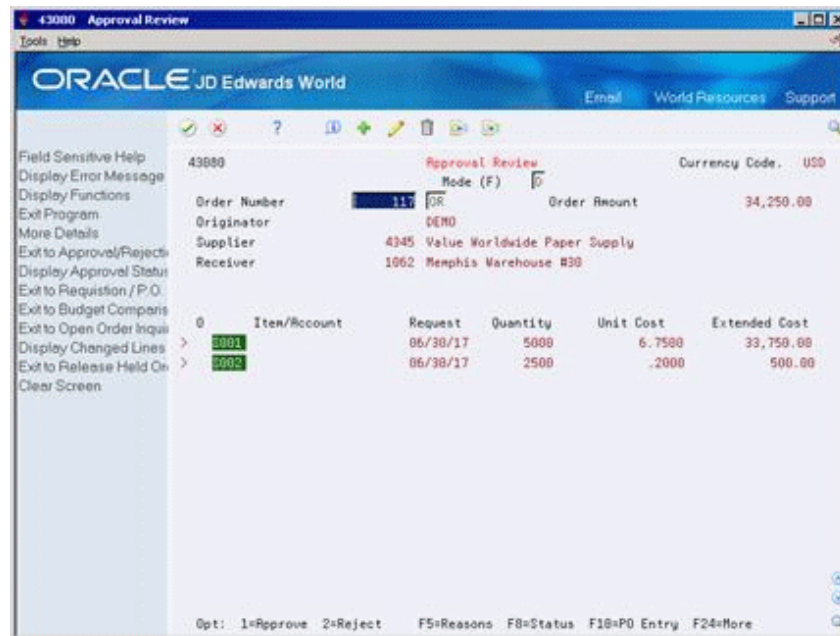 43080 Approval Review
Tools Help
ORACLE JD Edwards World
Email World Resources Support
?
Field Sensitive Help
Display Error Message
Display Functions
Exit Program
More Details
Exit to Approval/Rejecti
Display Approval Status
Exit to Requistion / P.O.
Exit to Budget Comparis
Exit to Open Order Inqui
Display Changed Lines
Exit to Release Held Or
Clear Screen
43080 Approval Review Currency Code. USD
Mode (F)
Order Number 117 OR Order Amount 34,250.00
Originator DEMO
Supplier 4345 Value Worldwide Paper Supply
Receiver 1062 Memphis Warehouse #30
O Item/Account Request Quantity Unit Cost Extended Cost
> 06/30/17 5000 6.7500 33,750.00
> 06/30/17 2500 .2000 500.00
Opt: 1=Approve 2=Reject F5=Reasons F8=Status F18=PO Entry F24=More